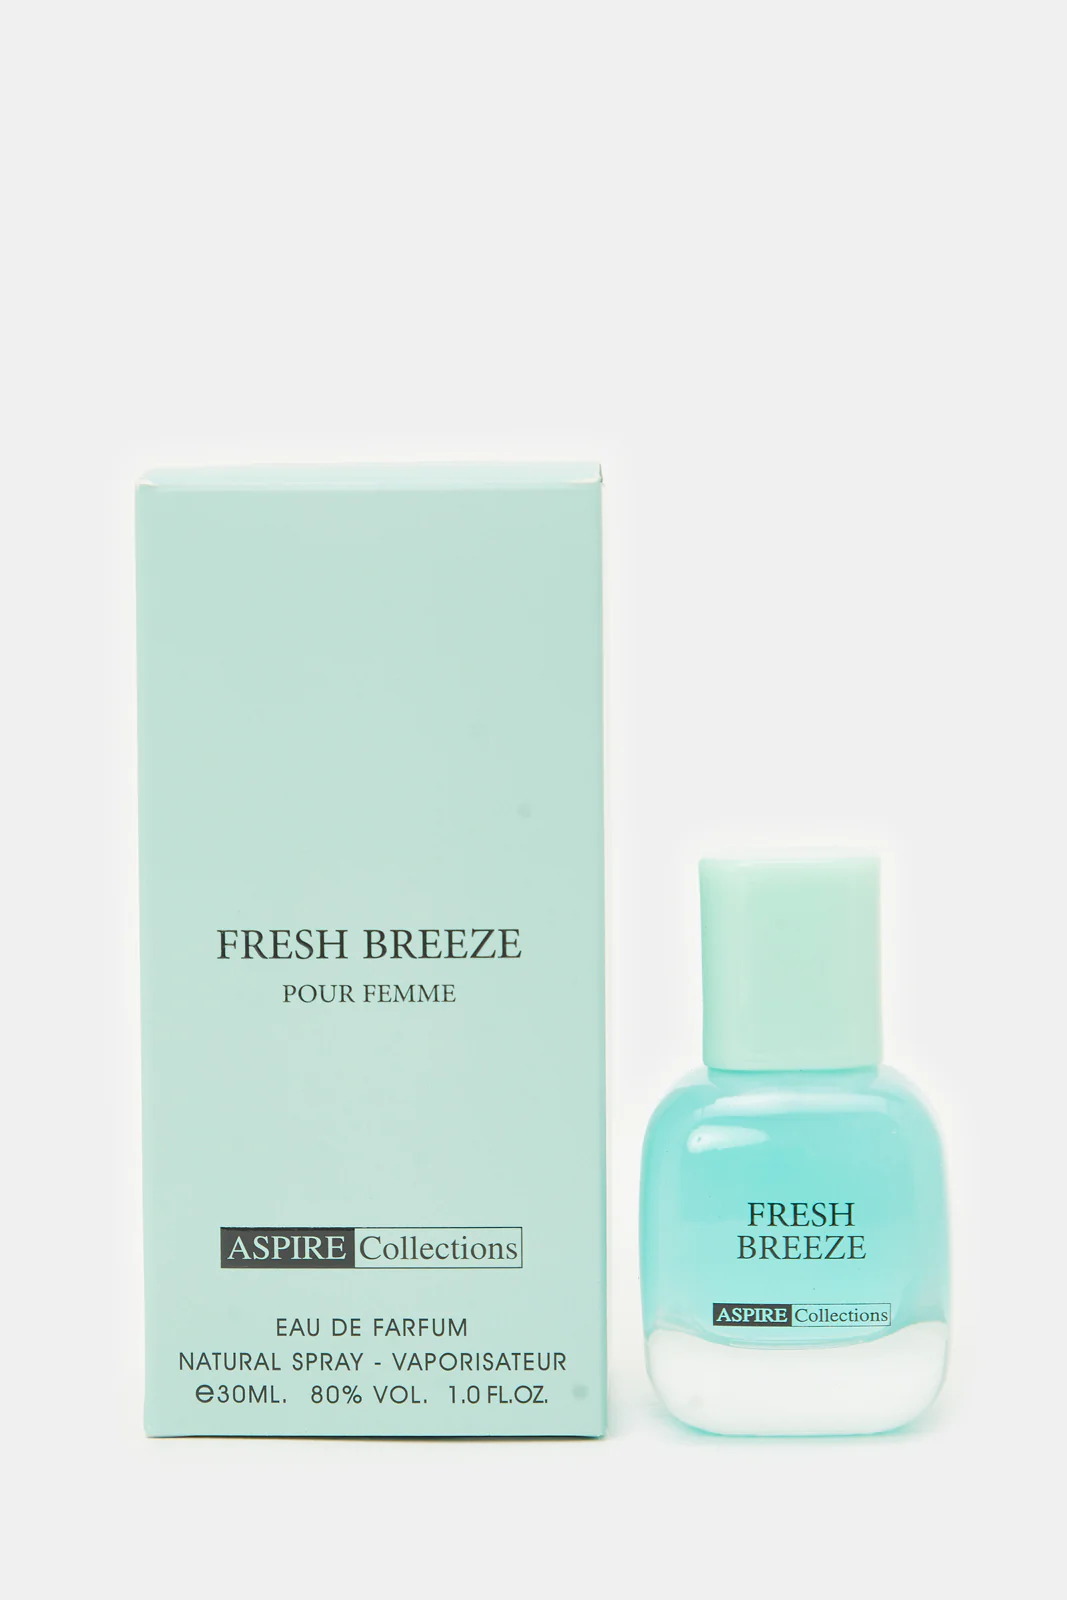 FRESH BREEZE
POUR FEMME
ASPIRE Collections
EAU DE FARFUM
NATURAL SPRAY - VAPORISATEUR
℮30ML. 80% VOL. 1.0 FL.OZ.
FRESH
BREEZE
ASPIRE Collections